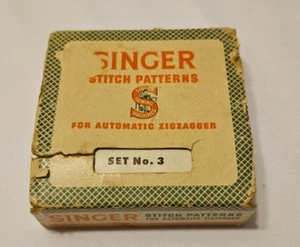 SINGER
STITCH PATTERNS
S
FOR AUTOMATIC ZIGZAGGER
SET No. 3
SINGER STITCH PATTERNS
FOR AUTOMATIC ZIGZAGGER